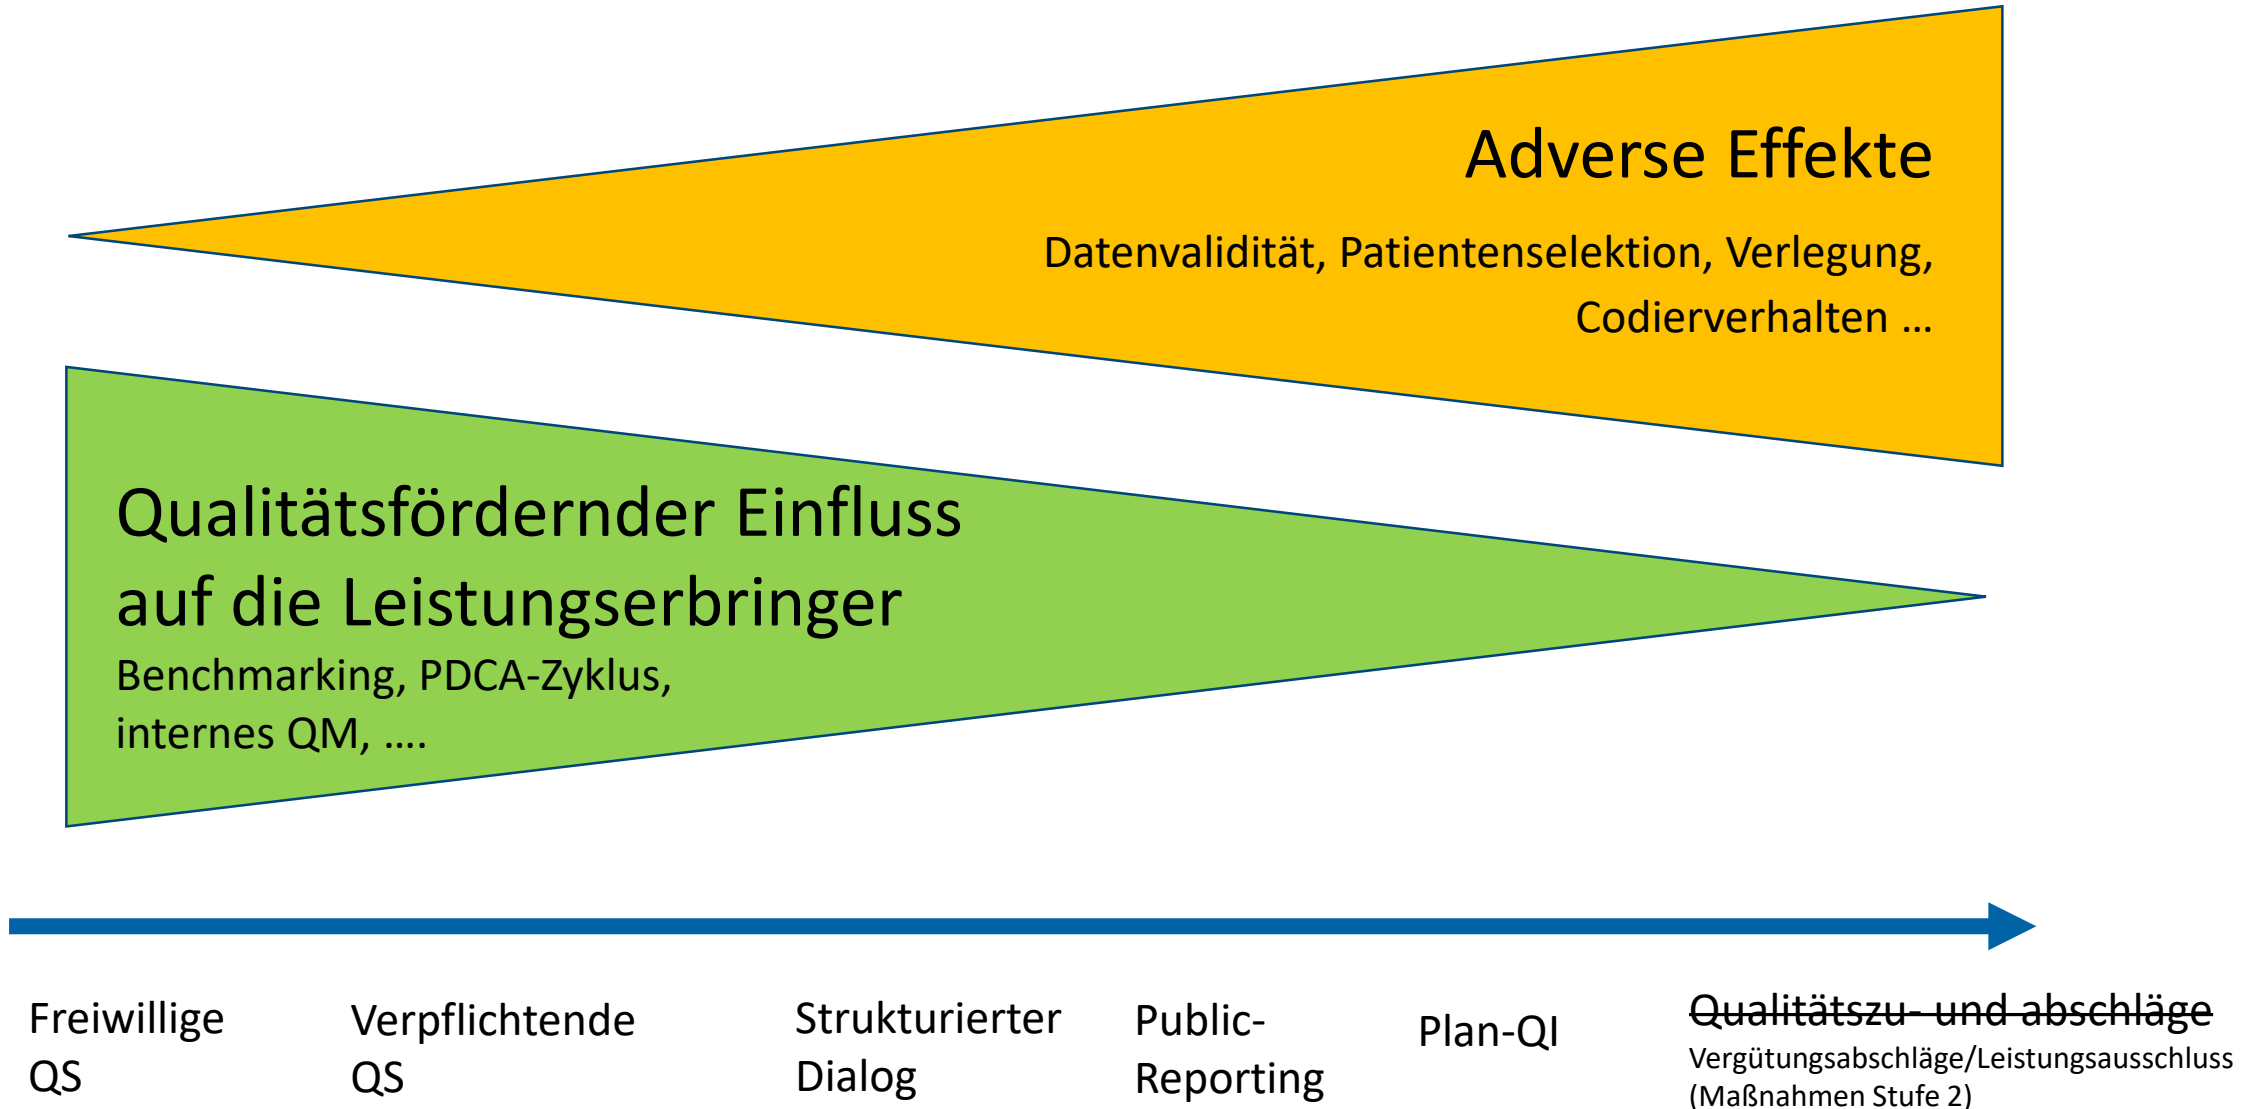 Adverse Effekte
Datenvalidität, Patientenselektion, Verlegung,
Codierverhalten ...
Qualitätsfördernder Einfluss
auf die Leistungserbringer
Benchmarking, PDCA-Zyklus,
internes QM, ....
Freiwillige
QS
Verpflichtende
QS
Strukturierter
Dialog
Public-
Reporting
Plan-QI
Qualitätszu- und abschläge
Vergütungsabschläge/Leistungsausschluss
(Maßnahmen Stufe 2)